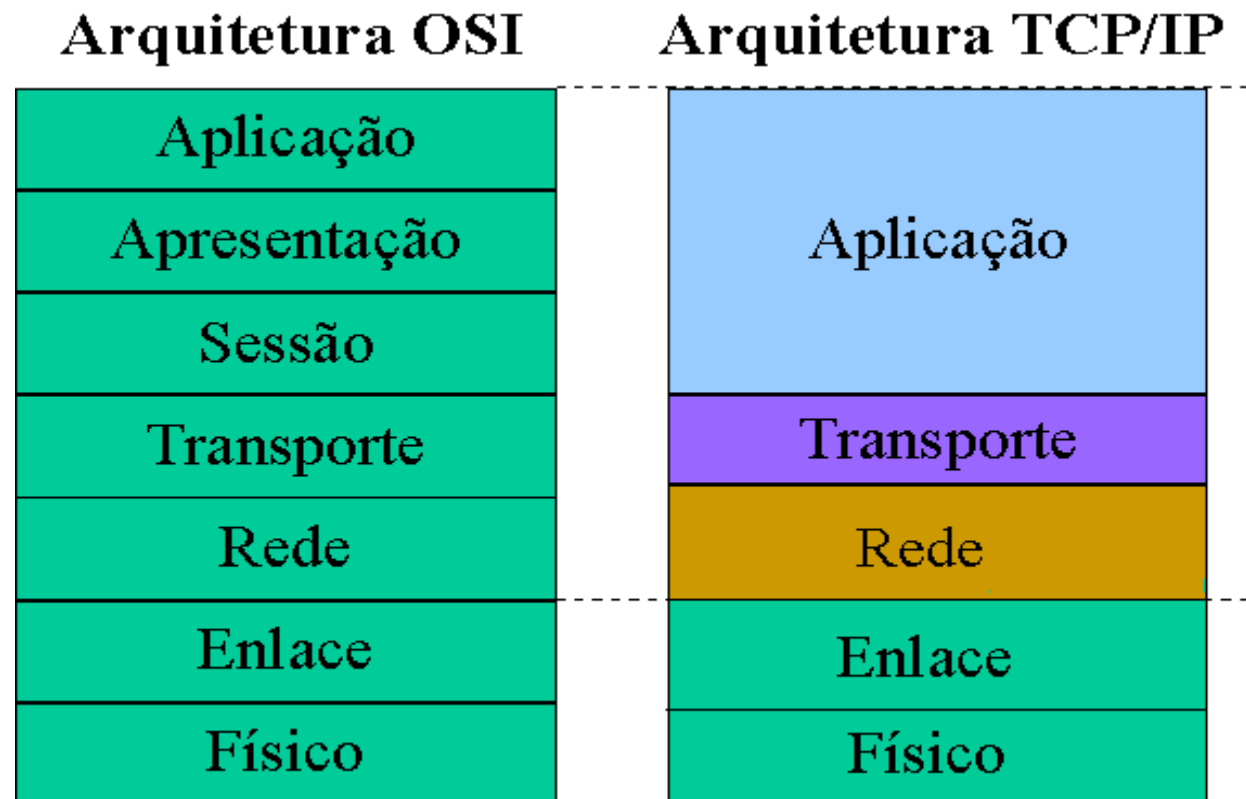 Arquitetura OSI
Aplicação
Apresentação
Sessão
Transporte
Rede
Enlace
Físico
Arquitetura TCP/IP
Aplicação
Transporte
Rede
Enlace
Físico